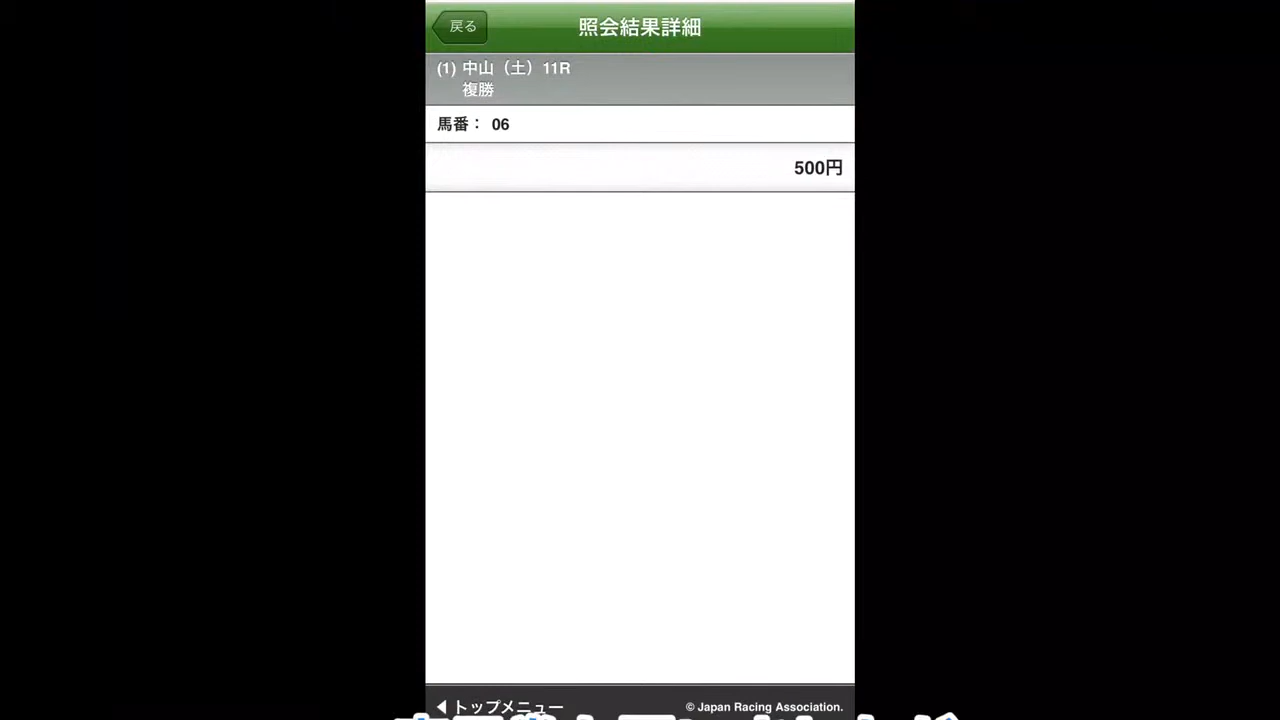 戻る
照会結果詳細
(1) 中山（土）11R
複勝
馬番： 06
500円
◀トップメニュー
© Japan Racing Association.